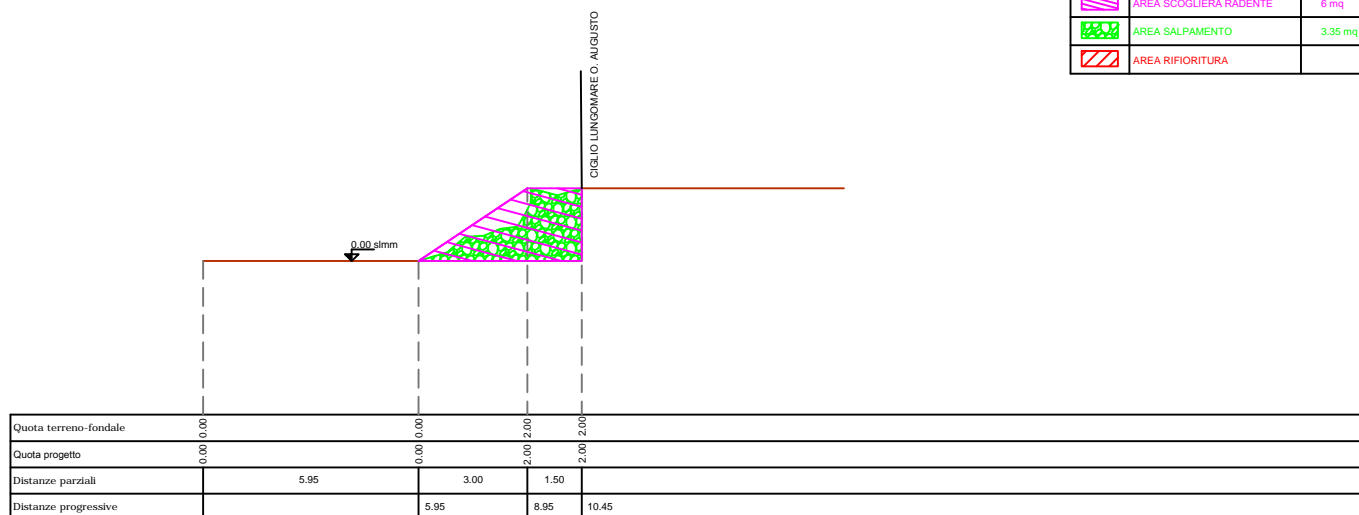 AREA SCOGLIERA RADENTE 6 mq
AREA SALPAMENTO 3.35 mq
AREA RIFIORITURA
CIGLIO LUNGOMARE O. AUGUSTO
0.00 slmm
Quota terreno-fondale 0.00 0.00 2.00 2.00
Quota progetto 0.00 0.00 2.00 2.00
Distanze parziali 5.95 3.00 1.50
Distanze progressive 5.95 8.95 10.45